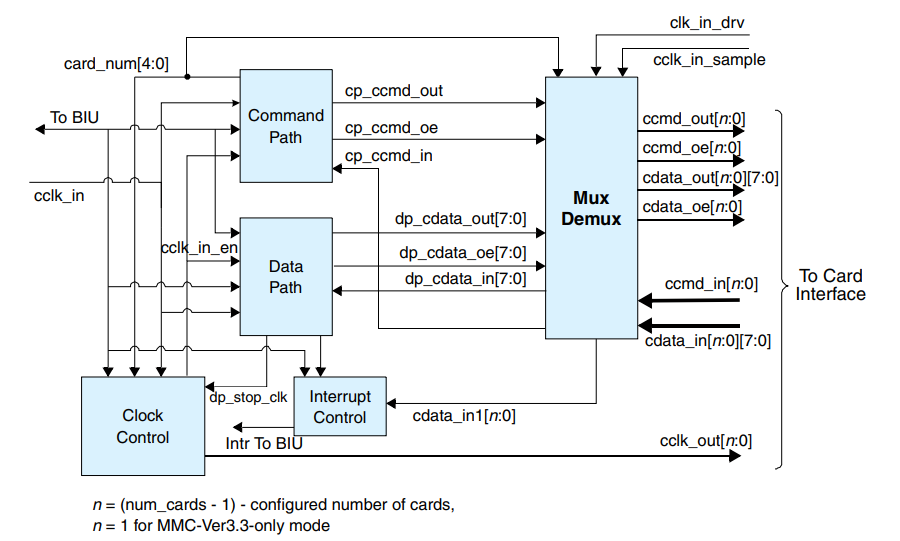 clk_in_drv
cclk_in_sample
card_num[4:0]
To BIU
cclk_in
Command
Path
cp_ccmd_out
cp_ccmd_oe
cp_ccmd_in
Mux
Demux
ccmd_out[n:0]
ccmd_oe[n:0]
cdata_out[n:0][7:0]
cdata_oe[n:0]
cclk_in_en
Data
Path
dp_cdata_out[7:0]
dp_cdata_oe[7:0]
dp_cdata_in[7:0]
ccmd_in[n:0]
cdata_in[n:0][7:0]
To Card
Interface
Clock
Control
dp_stop_clk
Interrupt
Control
Intr To BIU
cdata_in1[n:0]
cclk_out[n:0]
n = (num_cards - 1) - configured number of cards,
n = 1 for MMC-Ver3.3-only mode